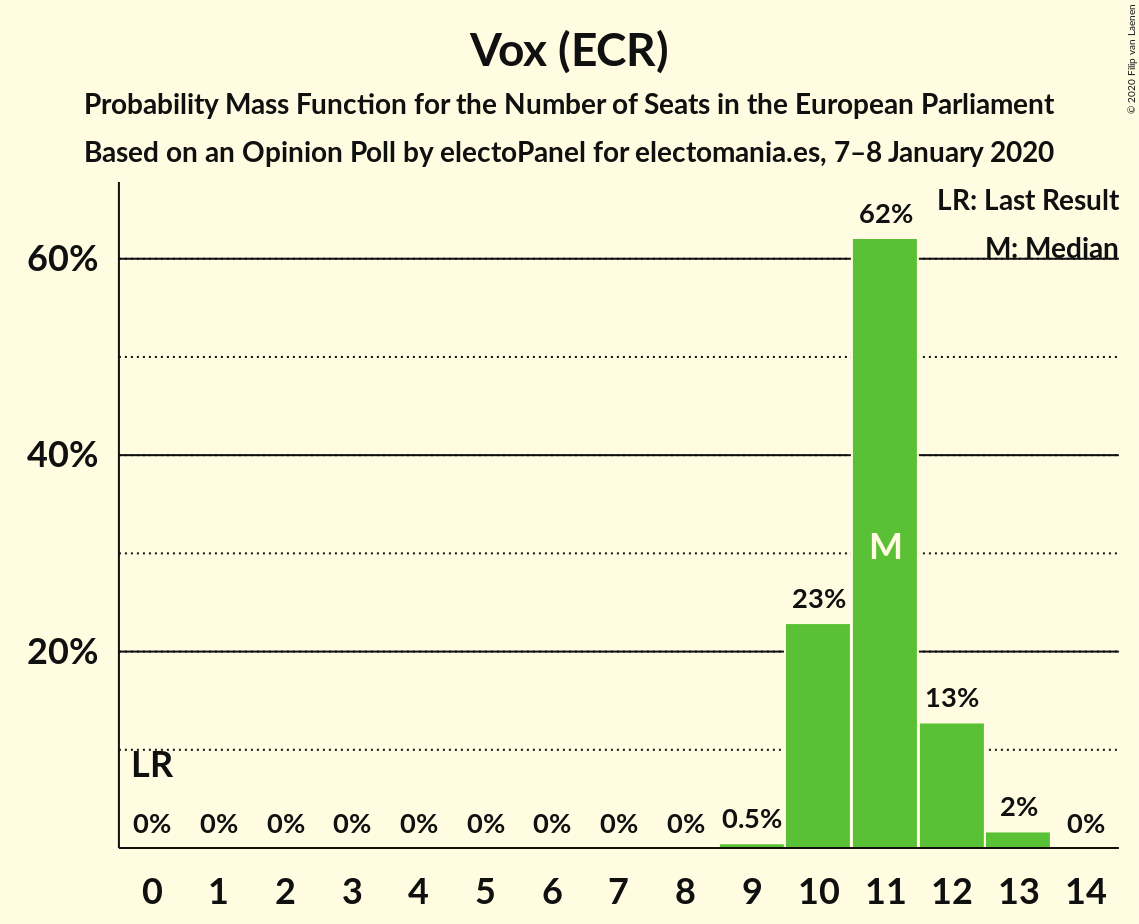 Vox (ECR)
Probability Mass Function for the Number of Seats in the European Parliament
Based on an Opinion Poll by electoPanel for electomania.es, 7–8 January 2020
© 2020 Filip van Laenen
LR: Last Result
M: Median
60%
40%
20%
62%
M
23%
13%
LR
0% 0% 0% 0% 0% 0% 0% 0% 0% 0.5% 2% 0%
0 1 2 3 4 5 6 7 8 9 10 11 12 13 14